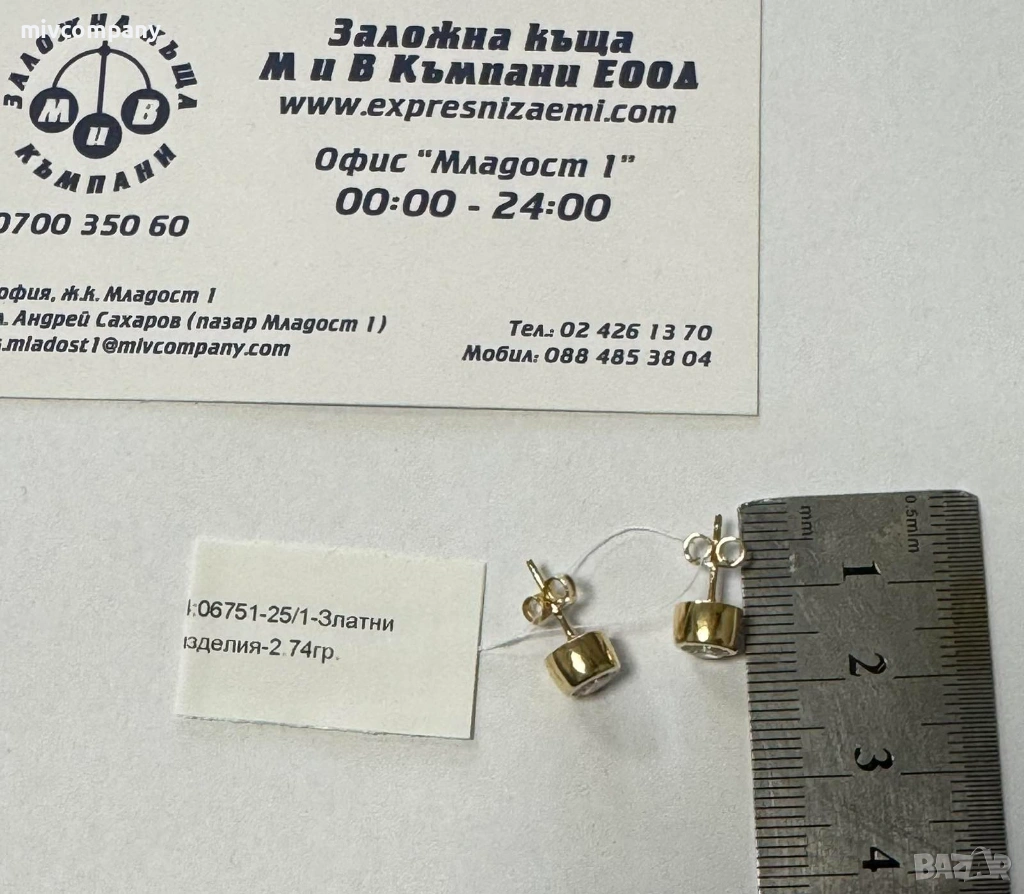 mivcompany
ЗАЛОЖНА КЪЩА
М и В
КЪМПАНИ
Заложна къща
М и В Къмпани ЕООД
www.expresnizaemi.com
Офис “Младост 1”
00:00 - 24:00
0700 350 60
офия, ж.к. Младост 1
л. Андрей Сахаров (пазар Младост 1)
s.mladost1@mivcompany.com
Тел.: 02 426 13 70
Мобил: 088 485 38 04
06751-25/1-Златни
изделия-2.74гр.
mm
0.5mm
1
2
3
4
BAZAR